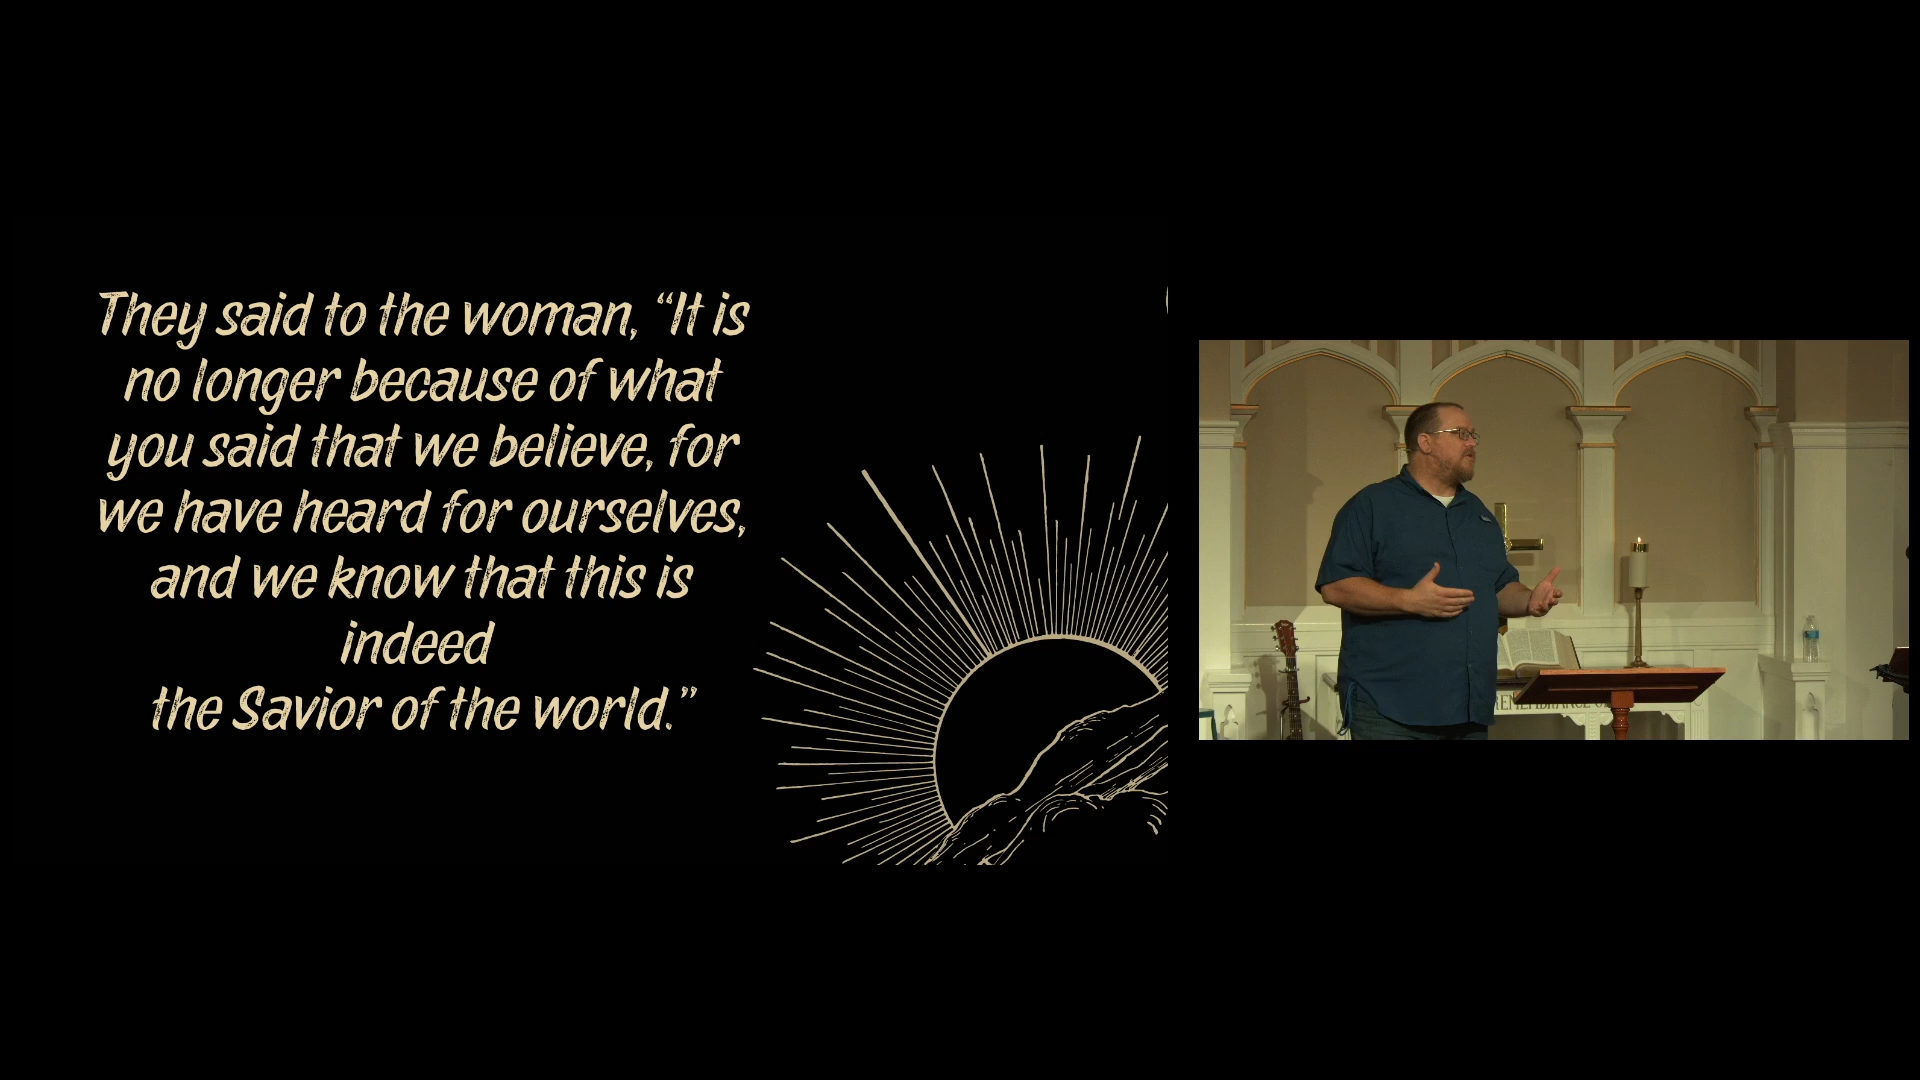 They said to the woman, “It is
no longer because of what
you said that we believe, for
we have heard for ourselves,
and we know that this is
indeed
the Savior of the world.”
REMEMBRANCE O